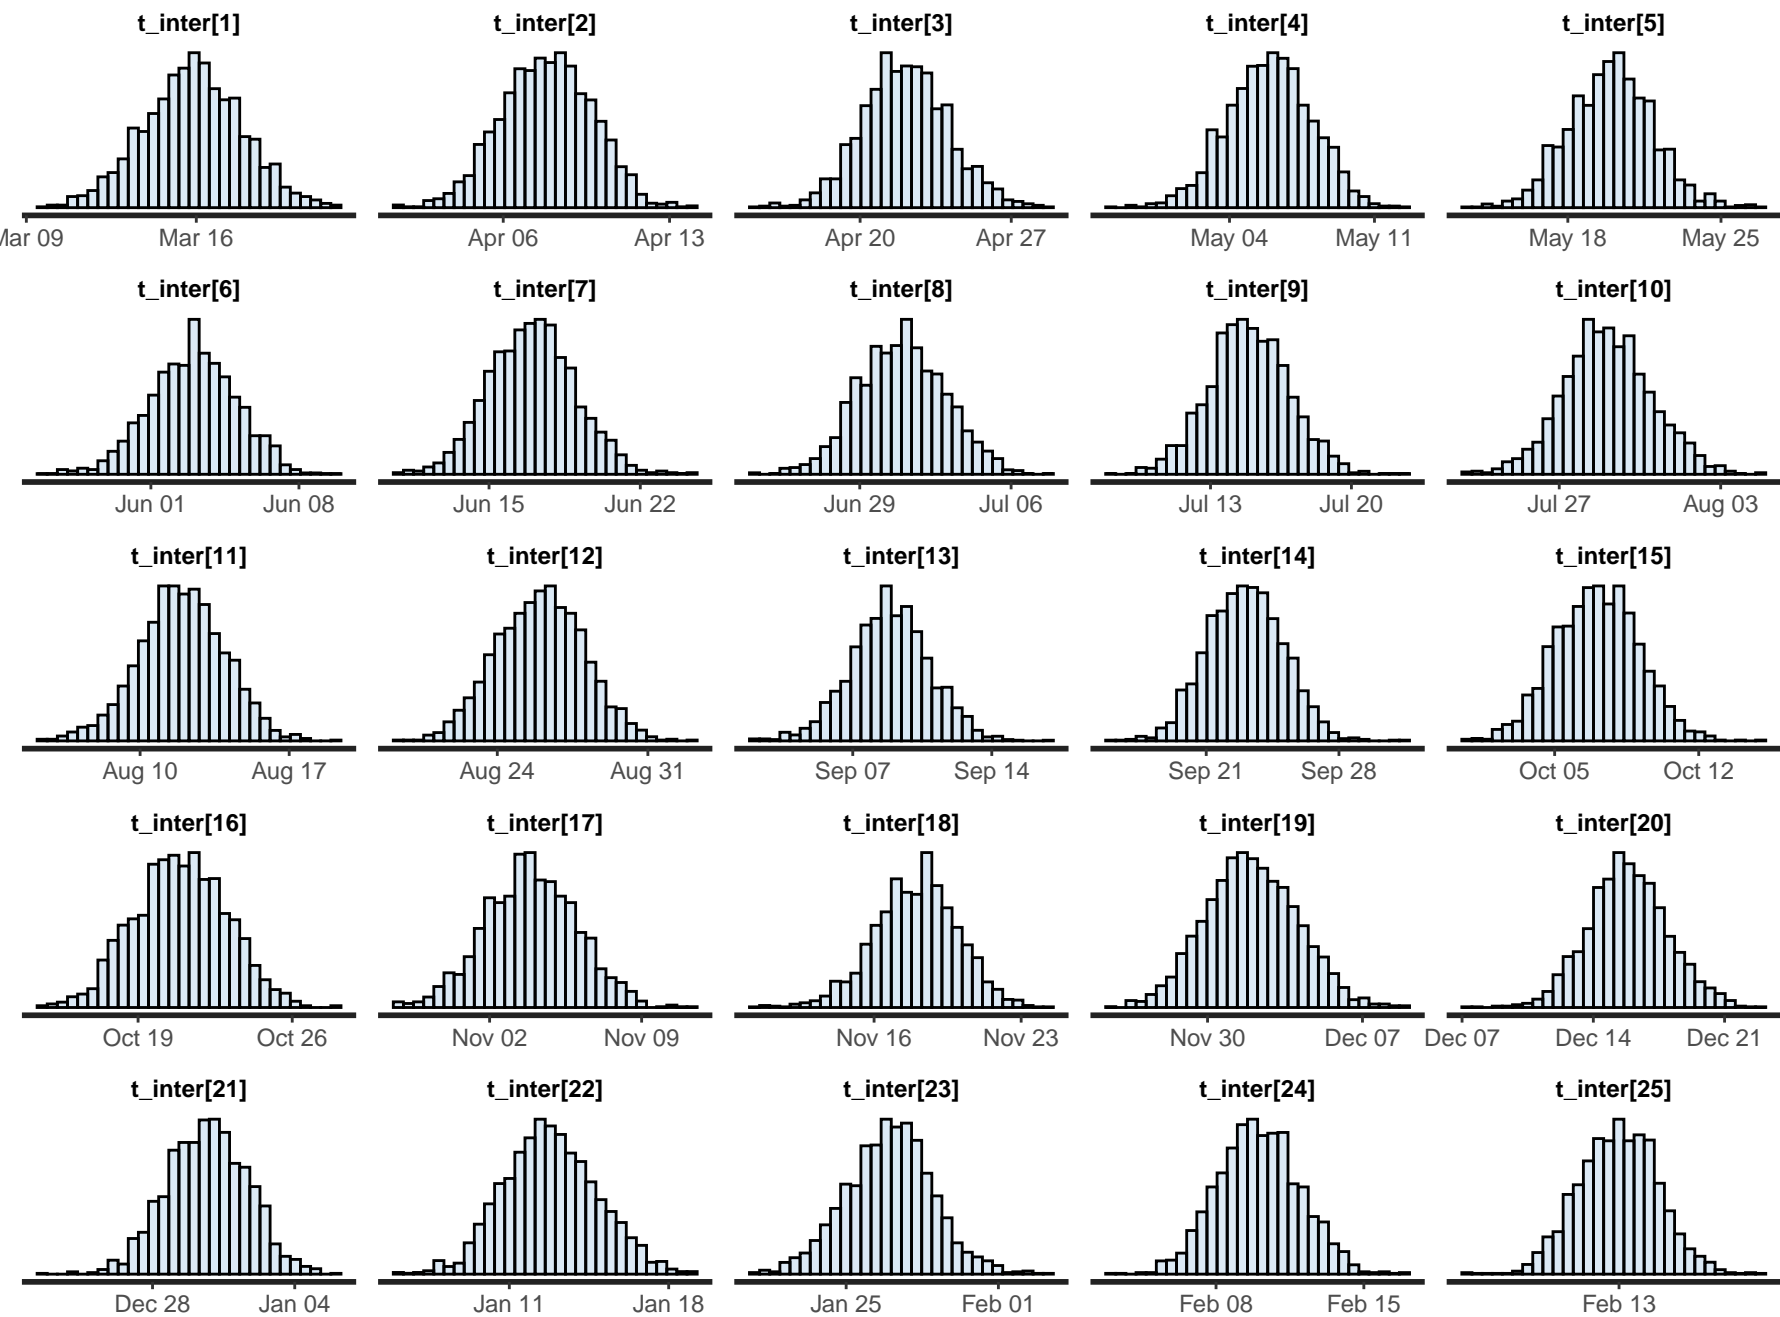 t_inter[1] t_inter[2] t_inter[3] t_inter[4] t_inter[5]
Mar 09 Mar 16 Apr 06 Apr 13 Apr 20 Apr 27 May 04 May 11 May 18 May 25
t_inter[6] t_inter[7] t_inter[8] t_inter[9] t_inter[10]
Jun 01 Jun 08 Jun 15 Jun 22 Jun 29 Jul 06 Jul 13 Jul 20 Jul 27 Aug 03
t_inter[11] t_inter[12] t_inter[13] t_inter[14] t_inter[15]
Aug 10 Aug 17 Aug 24 Aug 31 Sep 07 Sep 14 Sep 21 Sep 28 Oct 05 Oct 12
t_inter[16] t_inter[17] t_inter[18] t_inter[19] t_inter[20]
Oct 19 Oct 26 Nov 02 Nov 09 Nov 16 Nov 23 Nov 30 Dec 07 Dec 07 Dec 14 Dec 21
t_inter[21] t_inter[22] t_inter[23] t_inter[24] t_inter[25]
Dec 28 Jan 04 Jan 11 Jan 18 Jan 25 Feb 01 Feb 08 Feb 15 Feb 13